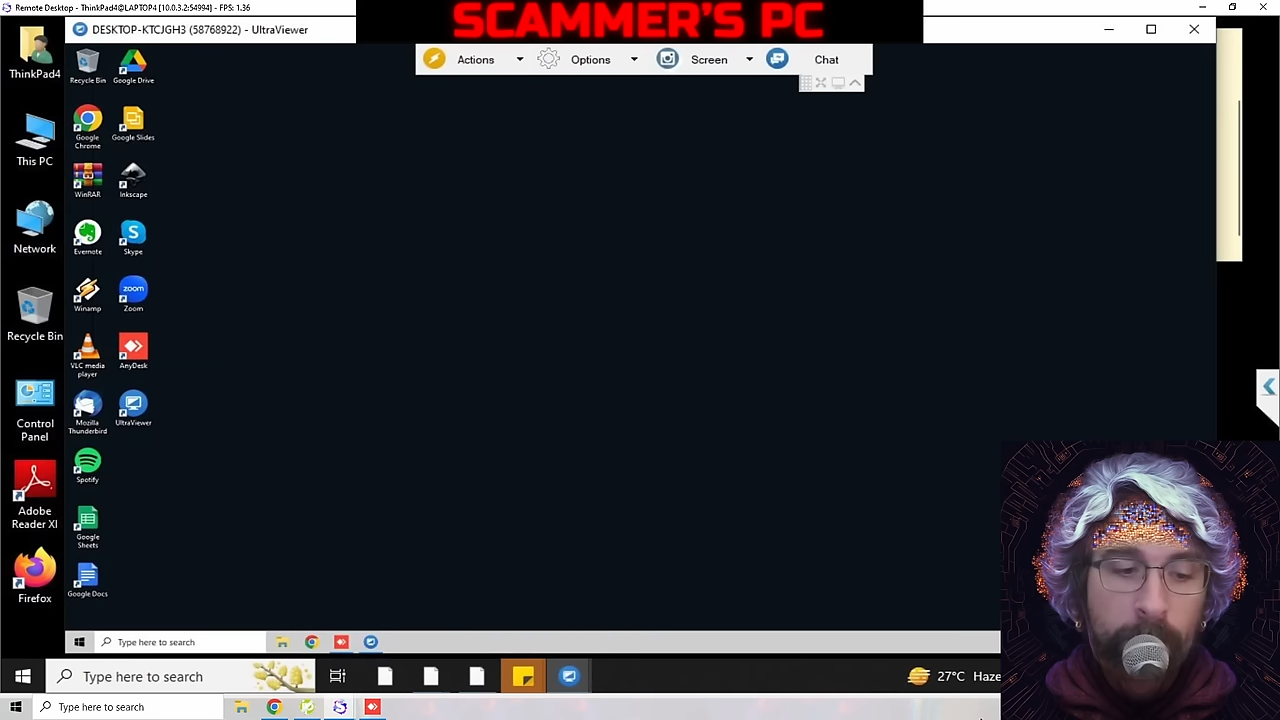 Remote Desktop - ThinkPad4@LAPTOP4 [10.0.3.2:54994] - FPS: 1.36
SCAMMER'S PC
DESKTOP-KTCJGH3 (58768922) - UltraViewer
Actions
Options
Screen
Chat
ThinkPad4
This PC
Network
Recycle Bin
Control
Panel
Adobe
Reader XI
Firefox
Recycle Bin
Google Drive
Google
Chrome
Google Slides
WinRAR
Inkscape
Evernote
Skype
Winamp
zoom
Zoom
VLC media
player
AnyDesk
Mozilla
Thunderbird
UltraViewer
Spotify
Google
Sheets
Google Docs
Type here to search
Type here to search
27°C Haze
Type here to search